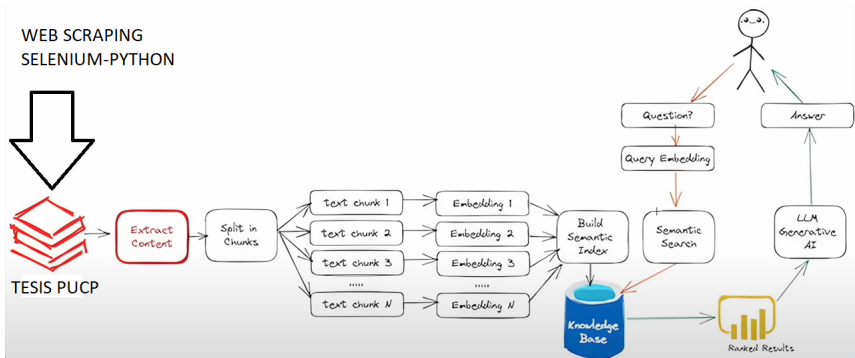 WEB SCRAPING
SELENIUM-PYTHON
TESIS PUCP
Extract
Content
Split in
Chunks
text chunk 1
text chunk 2
text chunk 3
.....
text chunk N
Embedding 1
Embedding 2
Embedding 3
.....
Embedding N
Build
Semantic
Index
Knowledge
Base
Question?
Query Embedding
Semantic
Search
Ranked Results
LLM
Generative
AI
Answer